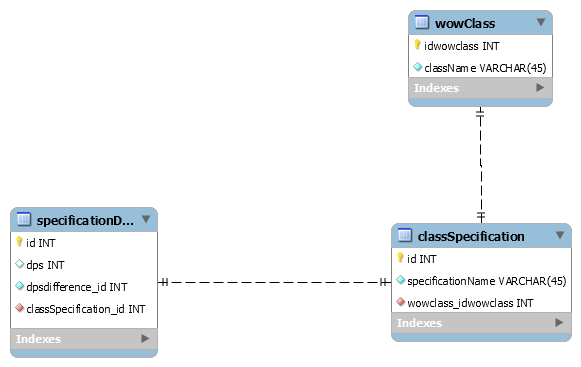 wowClass
idwowclass INT
className VARCHAR(45)
Indexes
specificationD...
id INT
dps INT
dpsdifference_id INT
classSpecification_id INT
Indexes
classSpecification
id INT
specificationName VARCHAR(45)
wowclass_idwowclass INT
Indexes